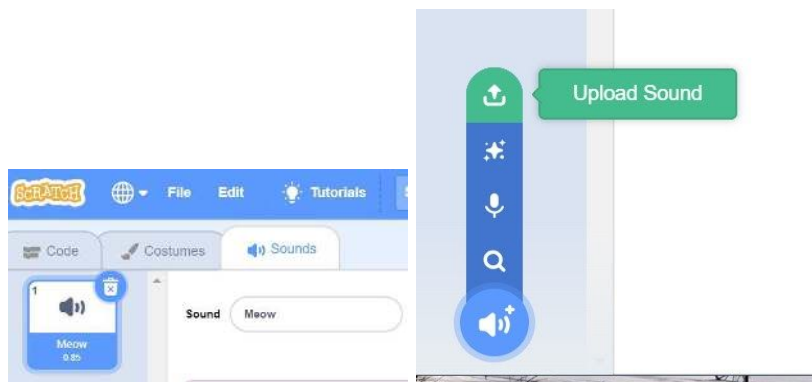 Upload Sound
SCRATCH File Edit Tutorials
Code Costumes Sounds
1
Sound Meow
Meow
0.85